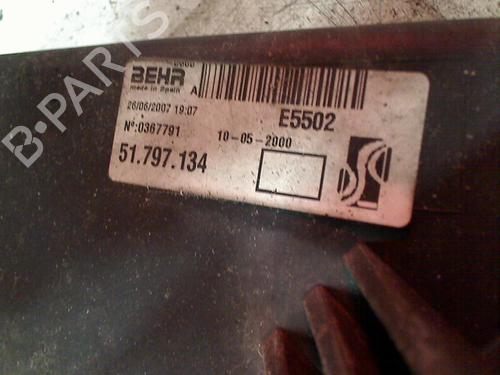 BEHR
made in Spain A
26/06/2007 19:07
E5502
Nº:0367791
10-05-2000
51.797.134
B-PARTS